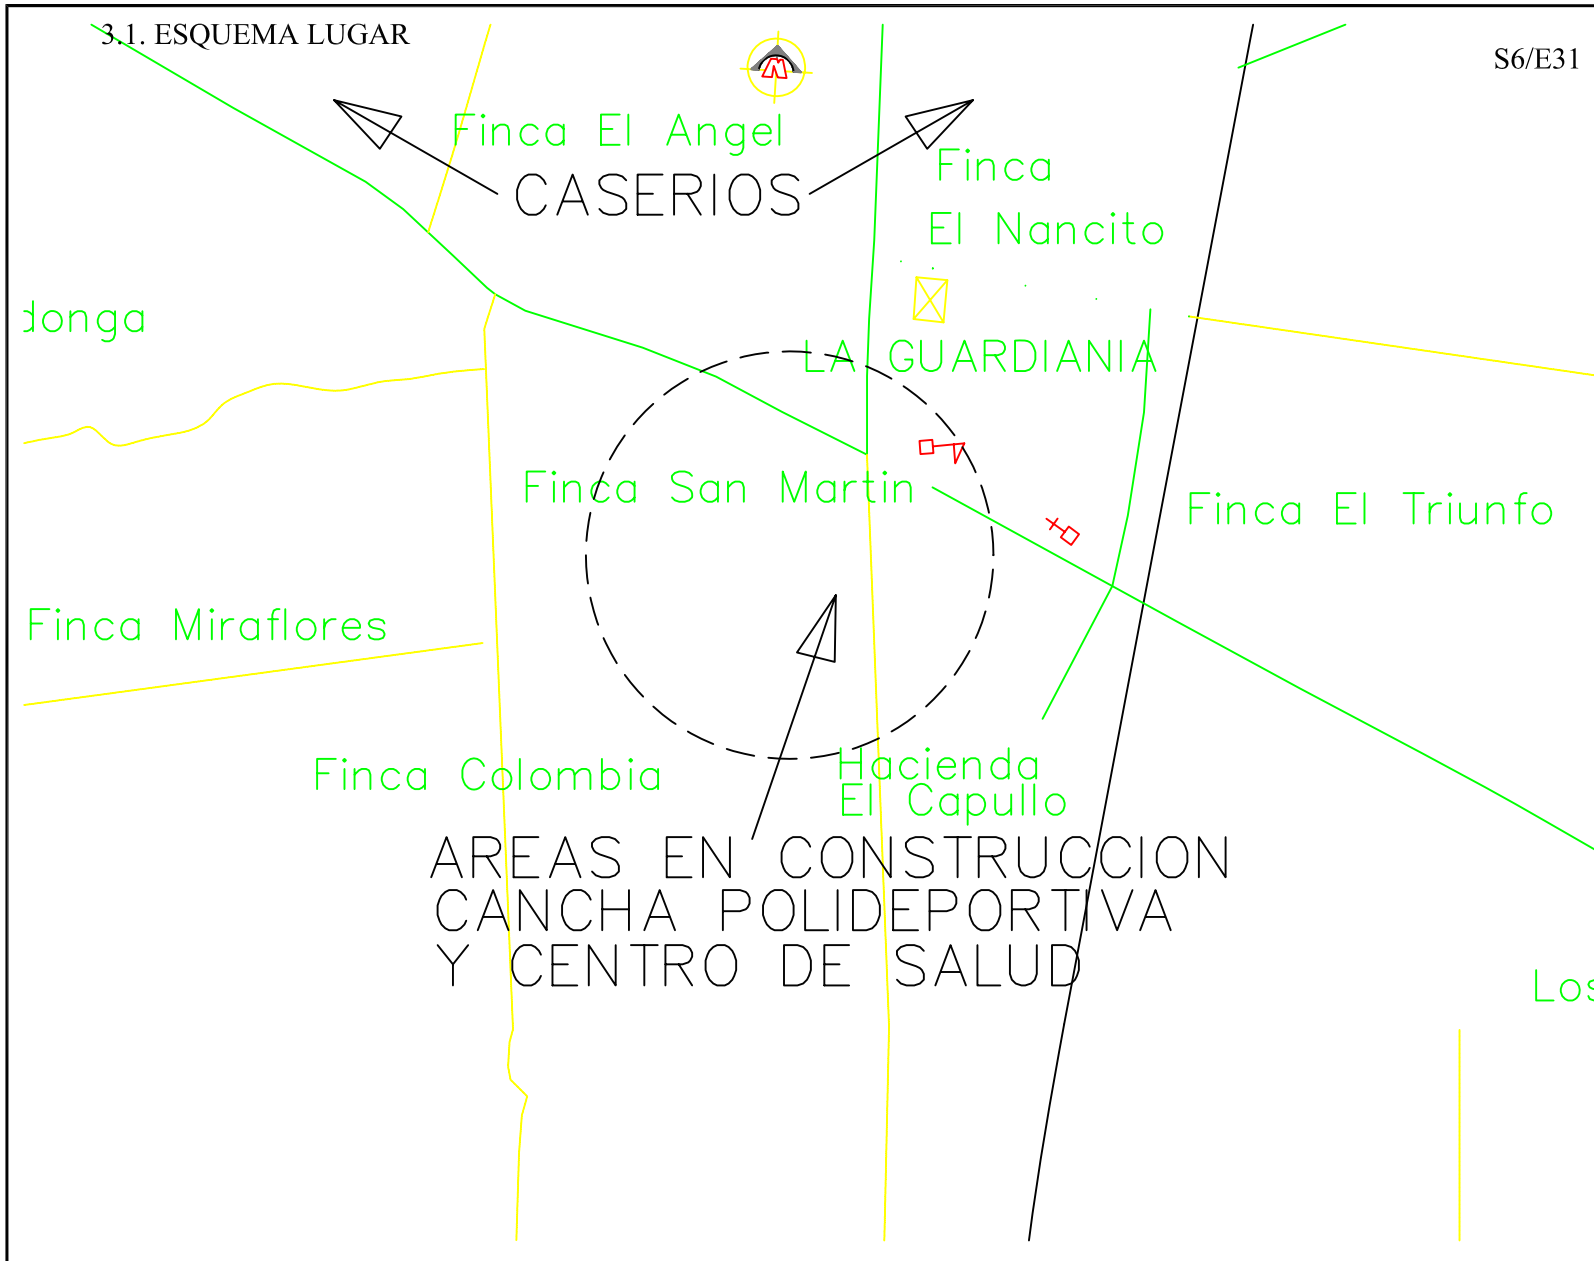 3.1. ESQUEMA LUGAR
S6/E31
Finca El Angel
CASERIOS
Finca
El Nancito
donga
LA GUARDIANIA
Finca San Martin
Finca El Triunfo
Finca Miraflores
Finca Colombia
Hacienda
El Capullo
AREAS EN CONSTRUCCION
CANCHA POLIDEPORTIVA
Y CENTRO DE SALUD
Los